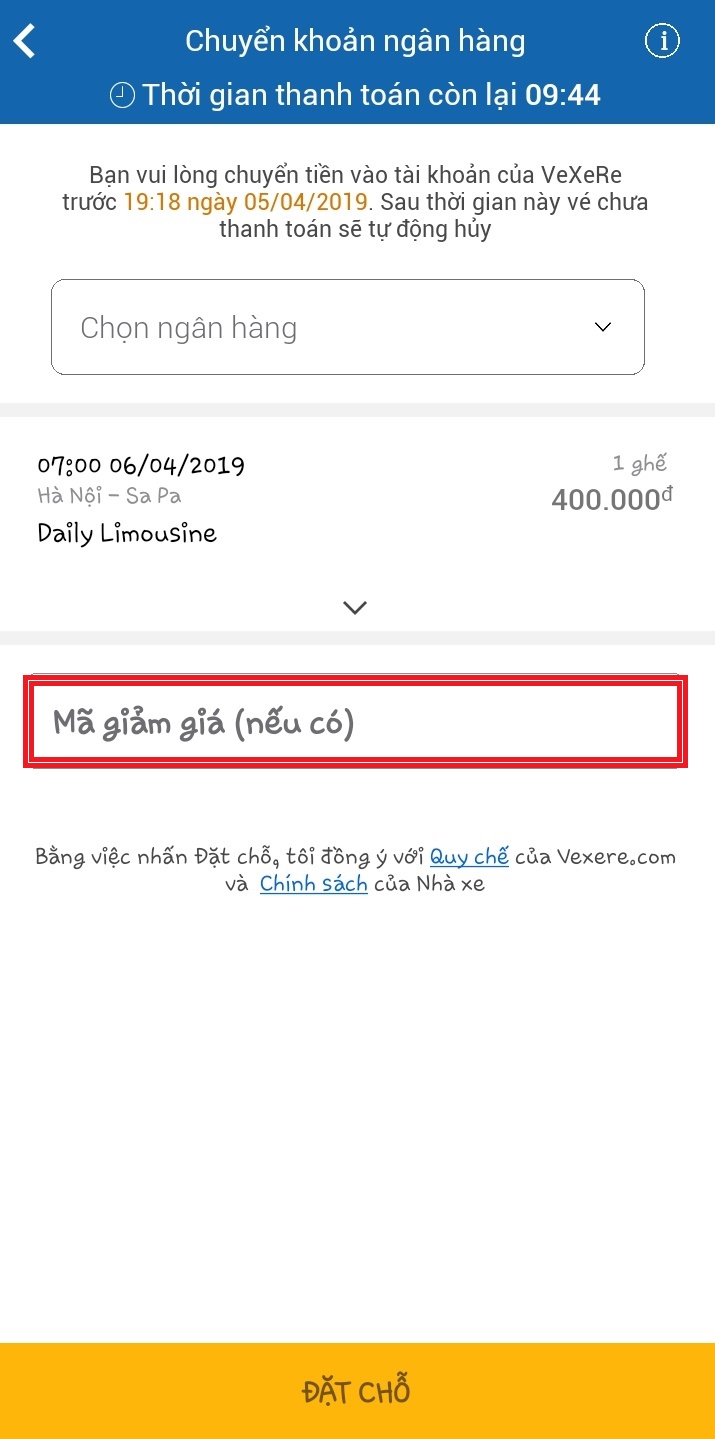 Chuyển khoản ngân hàng
Thời gian thanh toán còn lại 09:44
Bạn vui lòng chuyển tiền vào tài khoản của VeXeRe
trước 19:18 ngày 05/04/2019. Sau thời gian này vé chưa
thanh toán sẽ tự động hủy
Chọn ngân hàng
07:00 06/04/2019
1 ghế
Hà Nội - Sa Pa
400.000đ
Daily Limousine
Mã giảm giá (nếu có)
Bằng việc nhấn Đặt chỗ, tôi đồng ý với Quy chế của Vexere.com
và Chính sách của Nhà xe
ĐẶT CHỖ